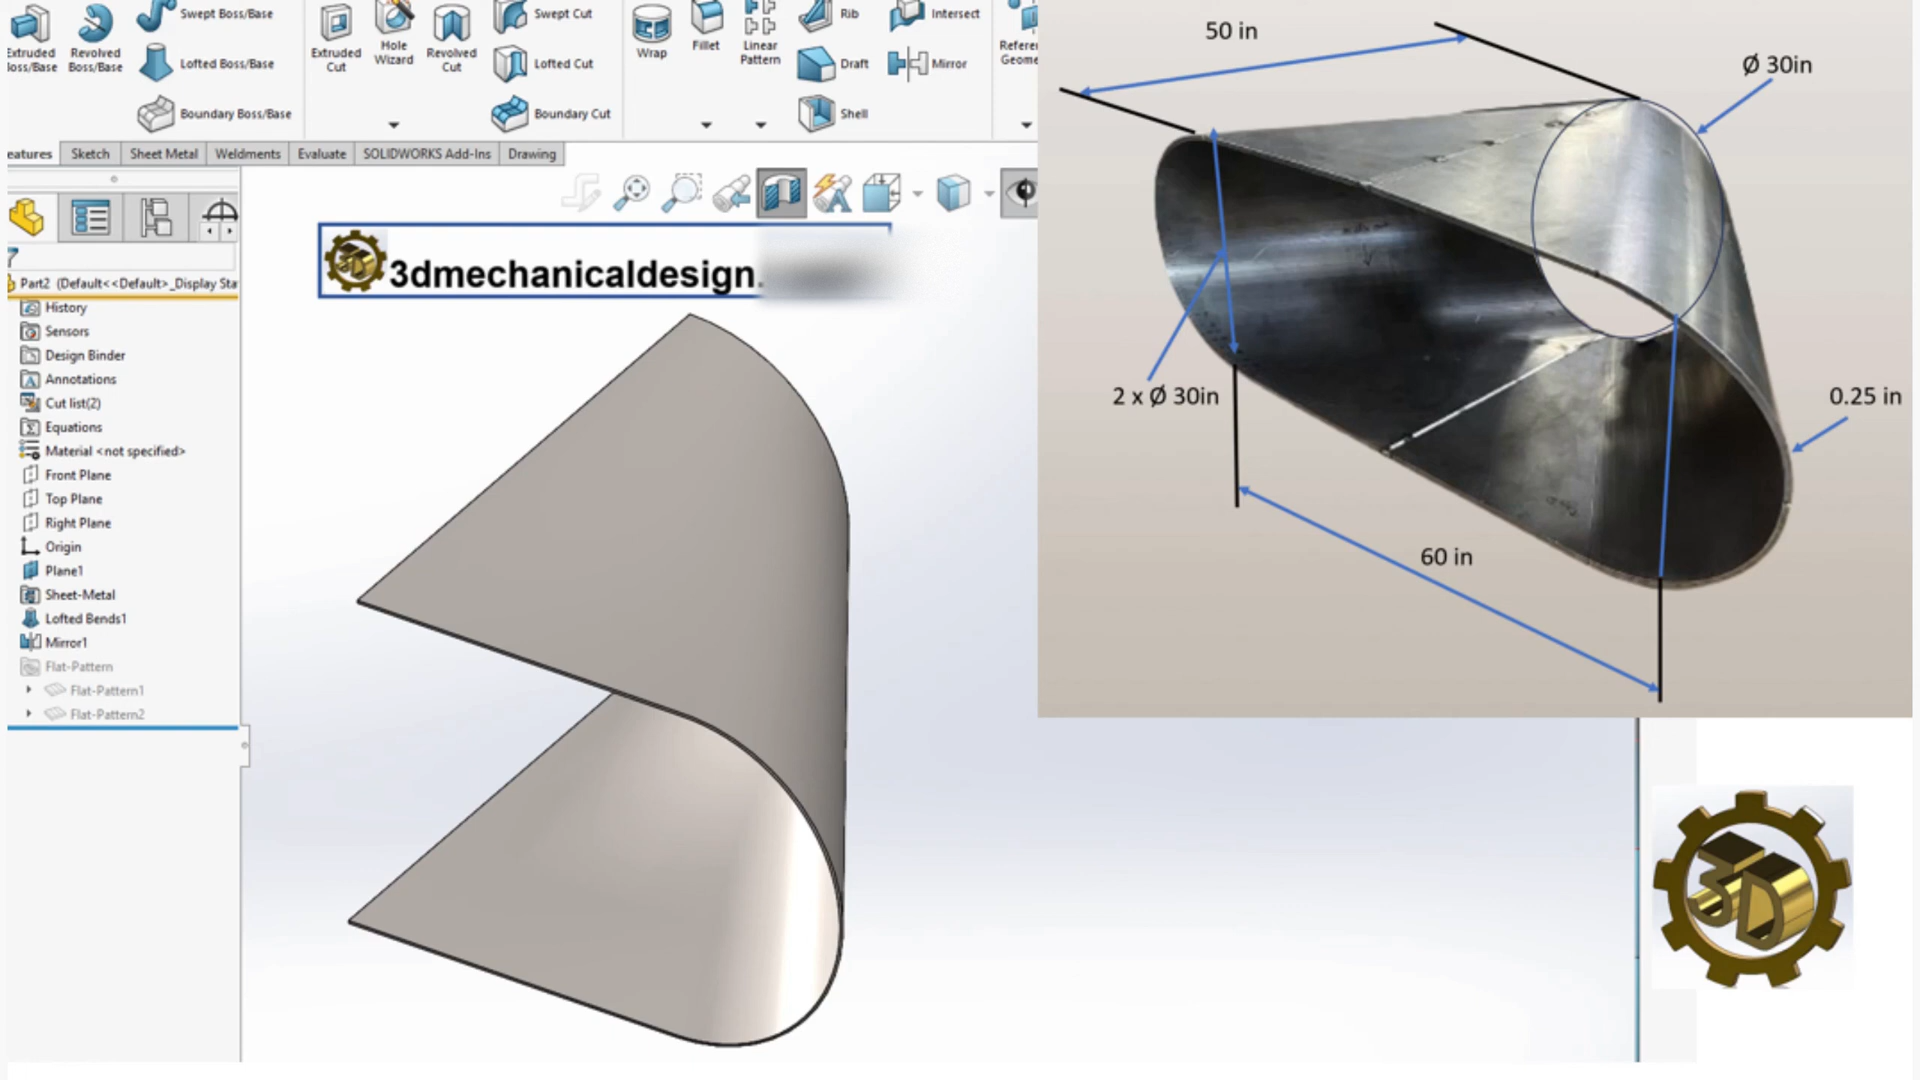 Swept Boss/Base
Extruded
Boss/Base
Revolved
Boss/Base
Lofted Boss/Base
Boundary Boss/Base
Extruded
Cut
Hole
Wizard
Revolved
Cut
Swept Cut
Lofted Cut
Boundary Cut
Wrap
Fillet
Linear
Pattern
Rib
Draft
Shell
Intersect
Mirror
Refere
Geome
eatures
Sketch
Sheet Metal
Weldments
Evaluate
SOLIDWORKS Add-Ins
Drawing
Part2 (Default<<Default>_Display Sta
History
Sensors
Design Binder
Annotations
Cut list(2)
Equations
Material <not specified>
Front Plane
Top Plane
Right Plane
Origin
Plane1
Sheet-Metal
Lofted Bends1
Mirror1
Flat-Pattern
Flat-Pattern1
Flat-Pattern2
3dmechanicaldesign.
50 in
Ø 30in
2 x Ø 30in
0.25 in
60 in
3D